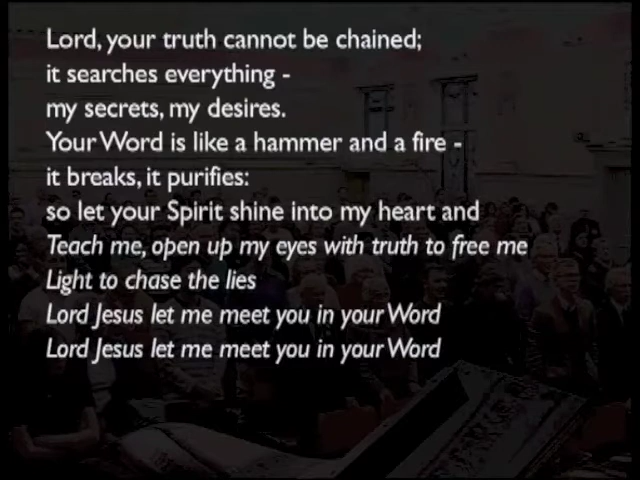 Lord, your truth cannot be chained;
it searches everything -
my secrets, my desires.
Your Word is like a hammer and a fire -
it breaks, it purifies:
so let your Spirit shine into my heart and
Teach me, open up my eyes with truth to free me
Light to chase the lies
Lord Jesus let me meet you in your Word
Lord Jesus let me meet you in your Word